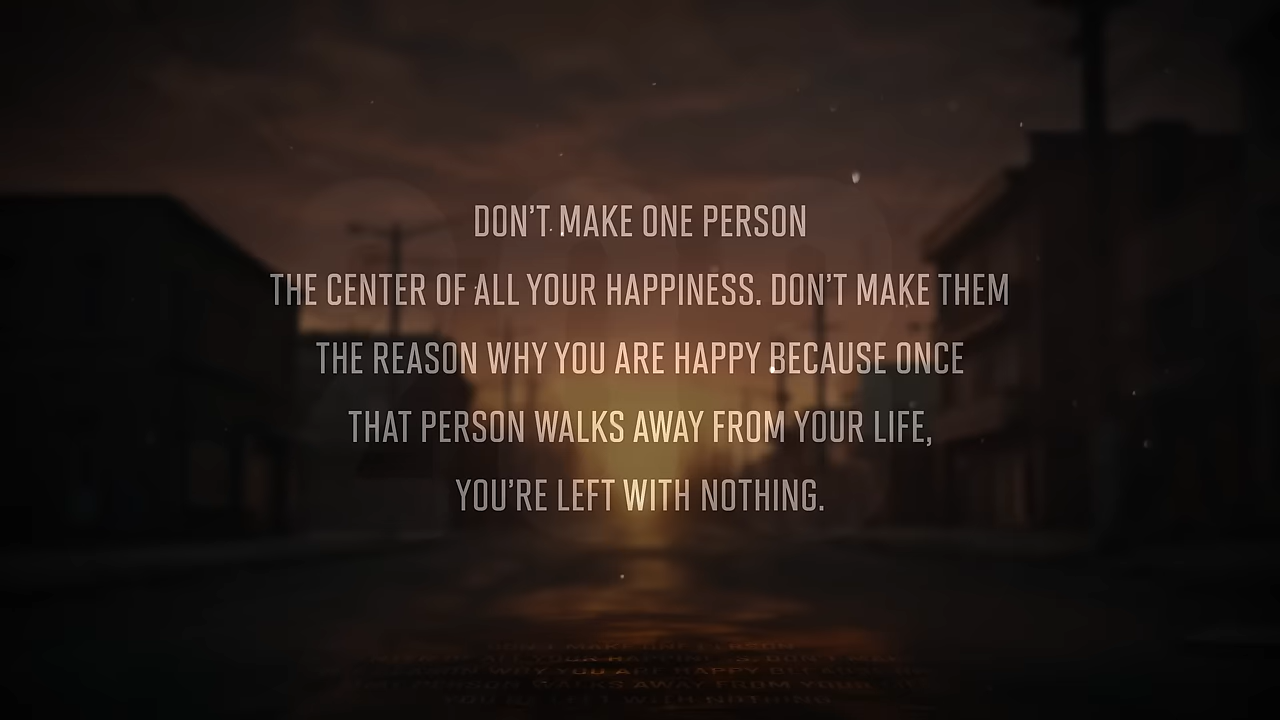 DON'T MAKE ONE PERSON
THE CENTER OF ALL YOUR HAPPINESS. DON'T MAKE THEM
THE REASON WHY YOU ARE HAPPY BECAUSE ONCE
THAT PERSON WALKS AWAY FROM YOUR LIFE,
YOU'RE LEFT WITH NOTHING.